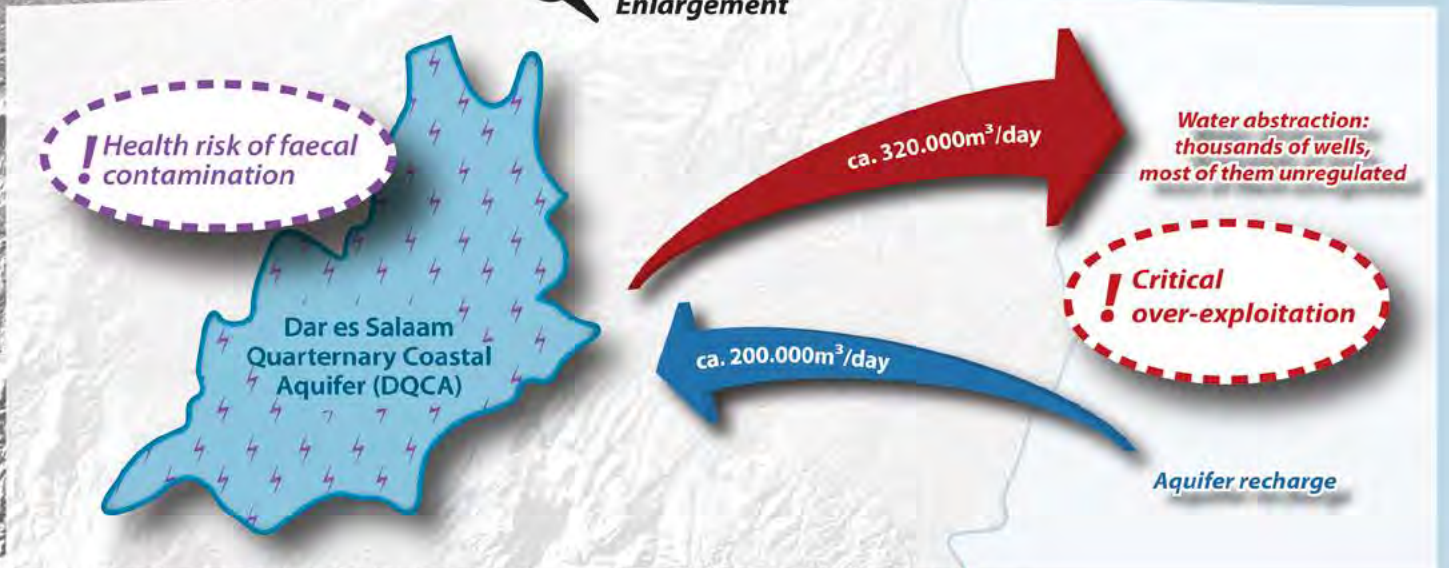 Enlargement
! Health risk of faecal
contamination
ca. 320.000m³/day
Water abstraction:
thousands of wells,
most of them unregulated
! Critical
over-exploitation
Dar es Salaam
Quarternary Coastal
Aquifer (DQCA)
ca. 200.000m³/day
Aquifer recharge